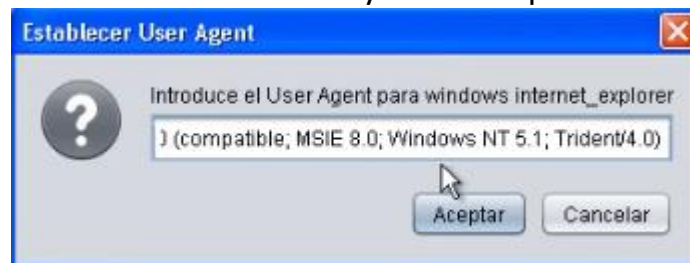 Establecer User Agent
Introduce el User Agent para windows internet_explorer
(compatible; MSIE 8.0; Windows NT 5.1; Trident/4.0)
Aceptar
Cancelar